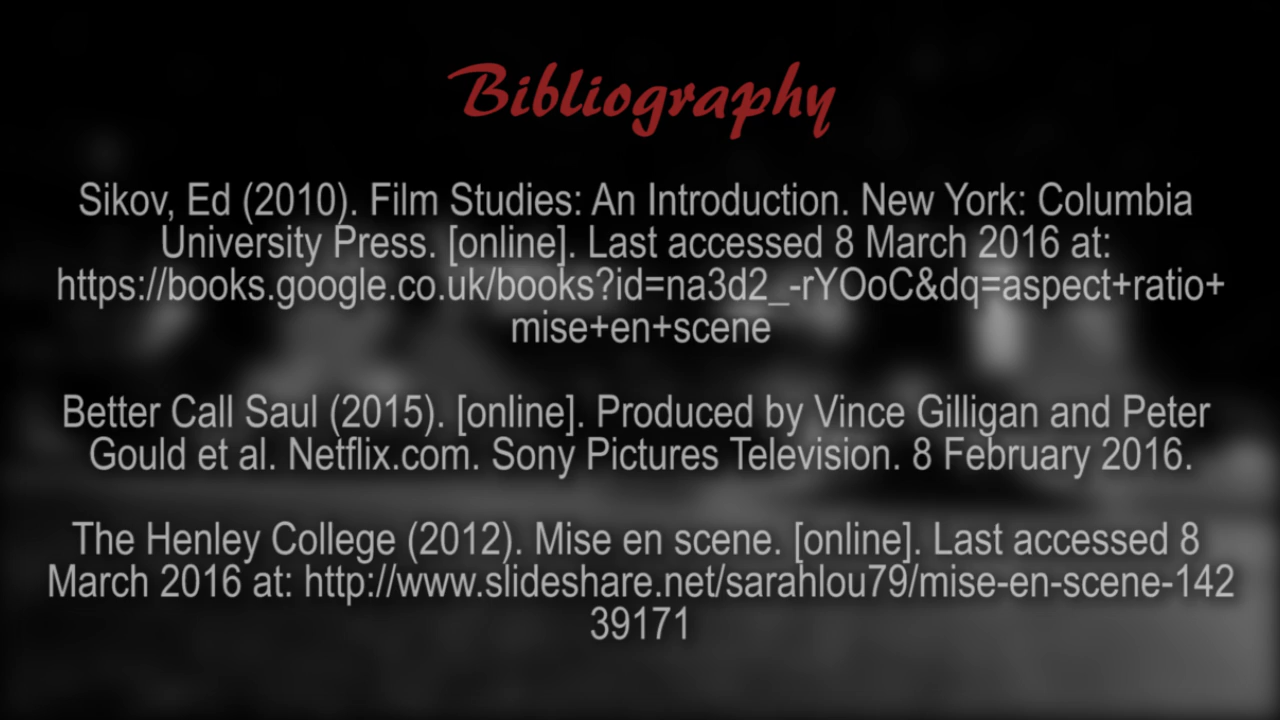 Bibliography
Sikov, Ed (2010). Film Studies: An Introduction. New York: Columbia
University Press. [online]. Last accessed 8 March 2016 at:
https://books.google.co.uk/books?id=na3d2_-rYOoC&dq=aspect+ratio+
mise+en+scene
Better Call Saul (2015). [online]. Produced by Vince Gilligan and Peter
Gould et al. Netflix.com. Sony Pictures Television. 8 February 2016.
The Henley College (2012). Mise en scene. [online]. Last accessed 8
March 2016 at: http://www.slideshare.net/sarahlou79/mise-en-scene-142
39171